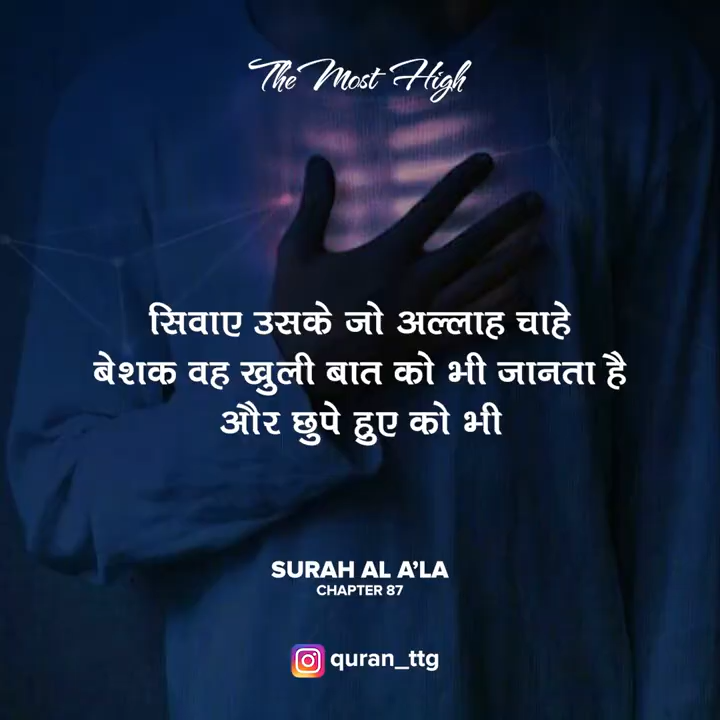 The Most High
सिवाए उसके जो अल्लाह चाहे
बेशक वह खुली बात को भी जानता है
और छुपे हुए को भी
SURAH AL A’LA
CHAPTER 87
quran_ttg